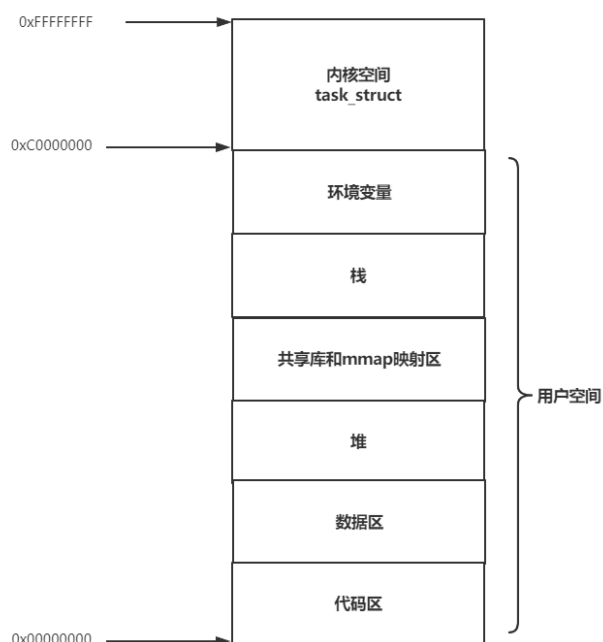 0xFFFFFFFF
内核空间
task_struct
0xC0000000
环境变量
栈
共享库和mmap映射区
用户空间
堆
数据区
代码区
0x00000000